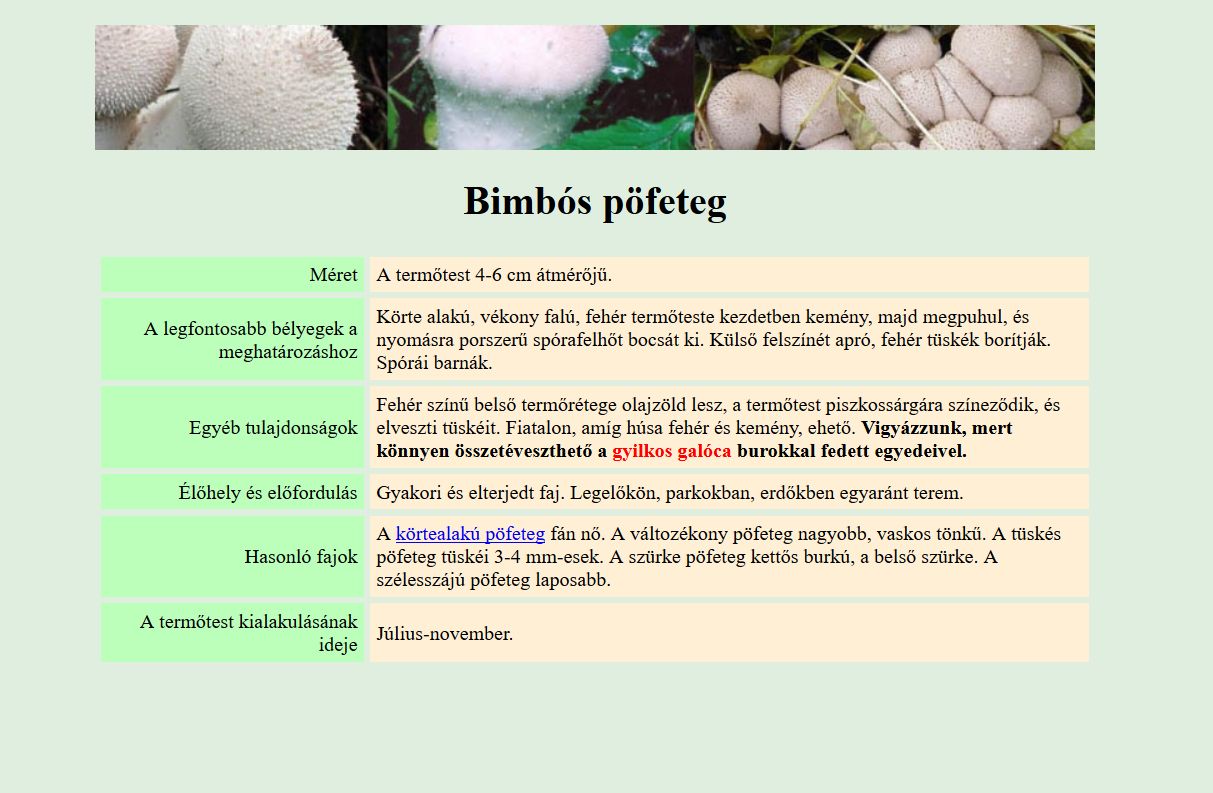 Bimbós pöfeteg
Méret
A termőtest 4-6 cm átmérőjű.
A legfontosabb bélyegek a
meghatározáshoz
Körte alakú, vékony falú, fehér termőteste kezdetben kemény, majd megpuhul, és
nyomásra porszerű spórafelhőt bocsát ki. Külső felszínét apró, fehér tüskék borítják.
Spórái barnák.
Egyéb tulajdonságok
Fehér színű belső termőrétege olajzöld lesz, a termőtest piszkossárgára színeződik, és
elveszti tüskéit. Fiatalon, amíg húsa fehér és kemény, ehető. Vigyázzunk, mert
könnyen összetéveszthető a gyilkos galóca burokkal fedett egyedeivel.
Élőhely és előfordulás
Gyakori és elterjedt faj. Legelőkön, parkokban, erdőkben egyaránt terem.
Hasonló fajok
A körtealakú pöfeteg fán nő. A változékony pöfeteg nagyobb, vaskos tönkű. A tüskés
pöfeteg tüskéi 3-4 mm-esek. A szürke pöfeteg kettős burkú, a belső szürke. A
szélesszájú pöfeteg laposabb.
A termőtest kialakulásának
ideje
Július-november.